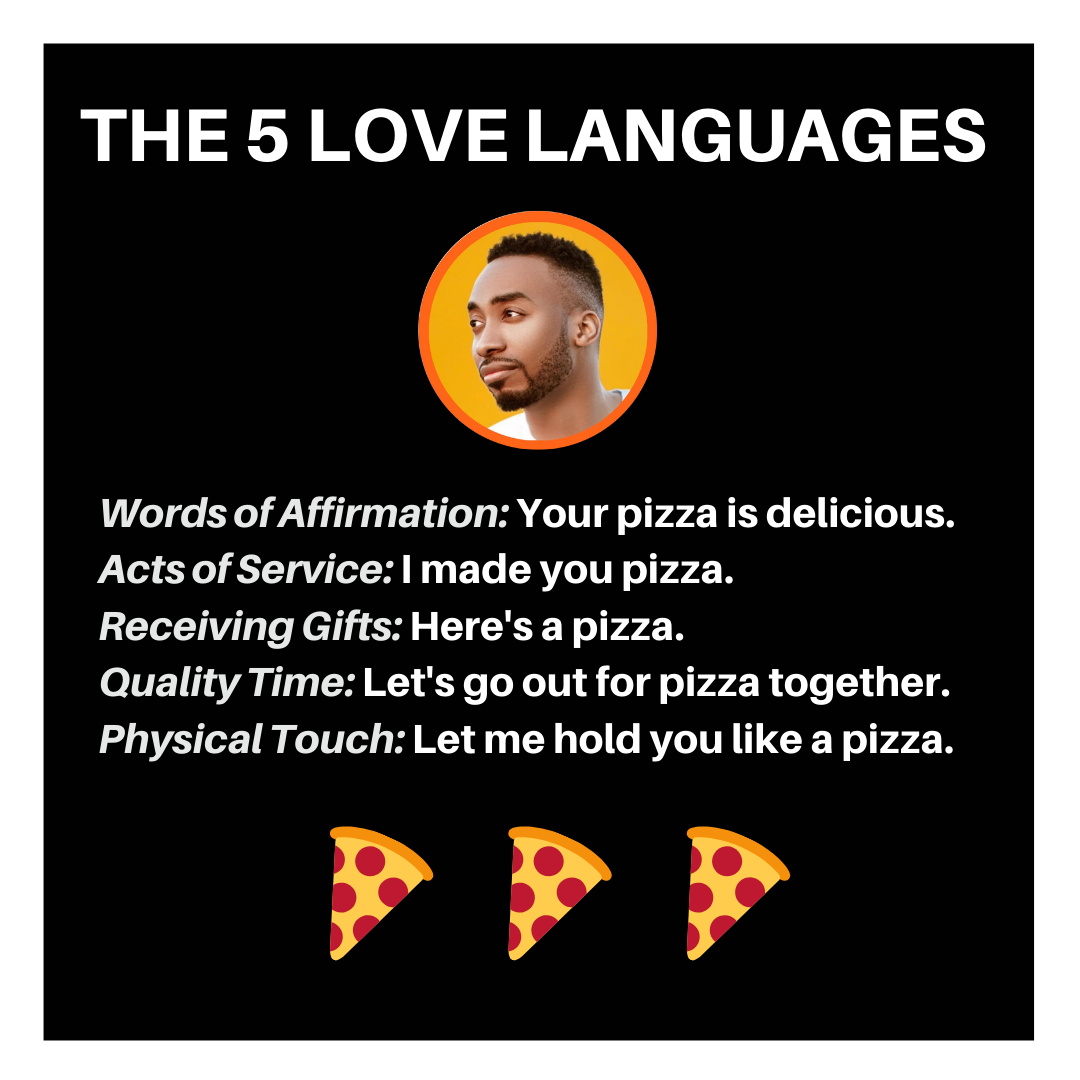 THE 5 LOVE LANGUAGES
Words of Affirmation: Your pizza is delicious.
Acts of Service: I made you pizza.
Receiving Gifts: Here's a pizza.
Quality Time: Let's go out for pizza together.
Physical Touch: Let me hold you like a pizza.